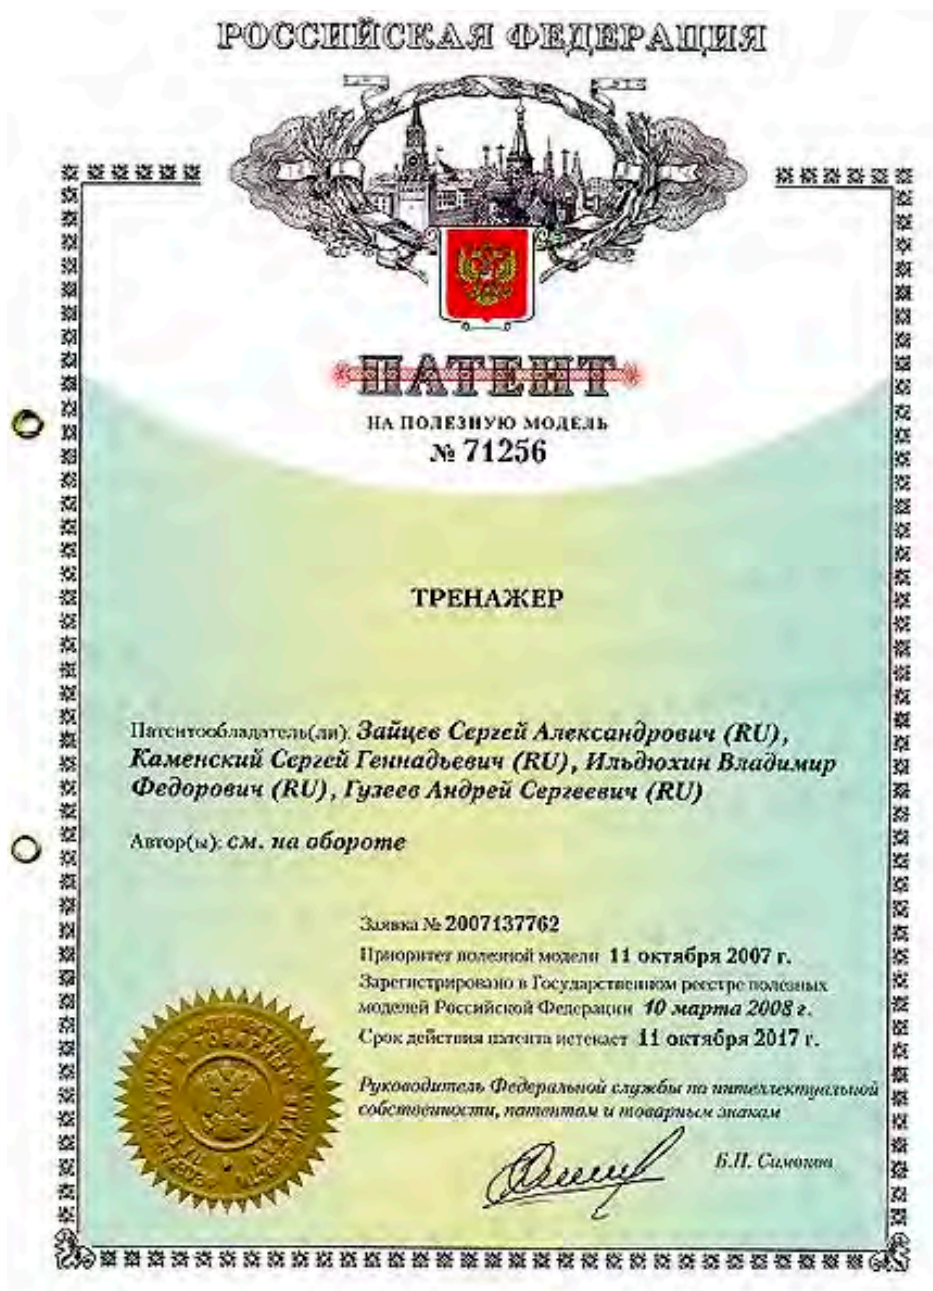 РОССИЙСКАЯ ФЕДЕРАЦИЯ
ПАТЕНТ
НА ПОЛЕЗНУЮ МОДЕЛЬ
№ 71256
ТРЕНАЖЕР
Патентообладатель(ли): Зайцев Сергей Александрович (RU),
Каменский Сергей Геннадьевич (RU), Ильдюхин Владимир
Федорович (RU), Гузеев Андрей Сергеевич (RU)
Автор(ы): см. на обороте
Заявка № 2007137762
Приоритет полезной модели 11 октября 2007 г.
Зарегистрировано в Государственном реестре полезных
моделей Российской Федерации 10 марта 2008 г.
Срок действия патента истекает 11 октября 2017 г.
Руководитель Федеральной службы по интеллектуальной
собственности, патентам и товарным знакам
Б.П. Симонов